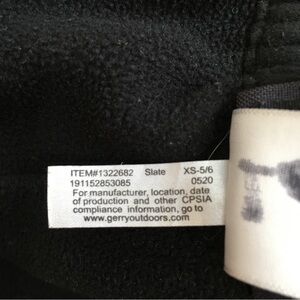 ITEM#1322682 Slate XS-5/6
191152853085 0520
For manufacturer, location, date
of production and other CPSIA
compliance information, go to
www.gerryoutdoors.com